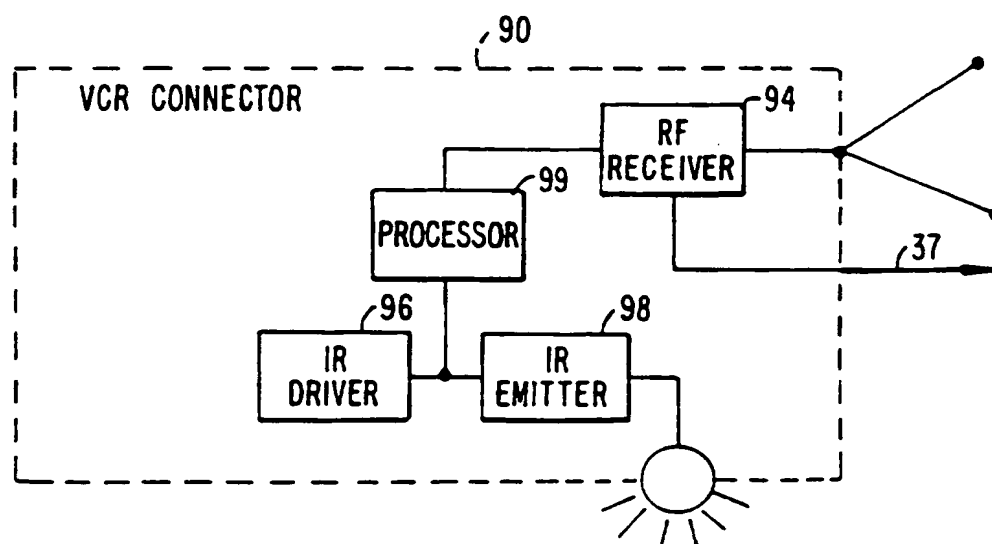 90
VCR CONNECTOR
94
RF
RECEIVER
99
PROCESSOR
37
96
IR
DRIVER
98
IR
EMITTER